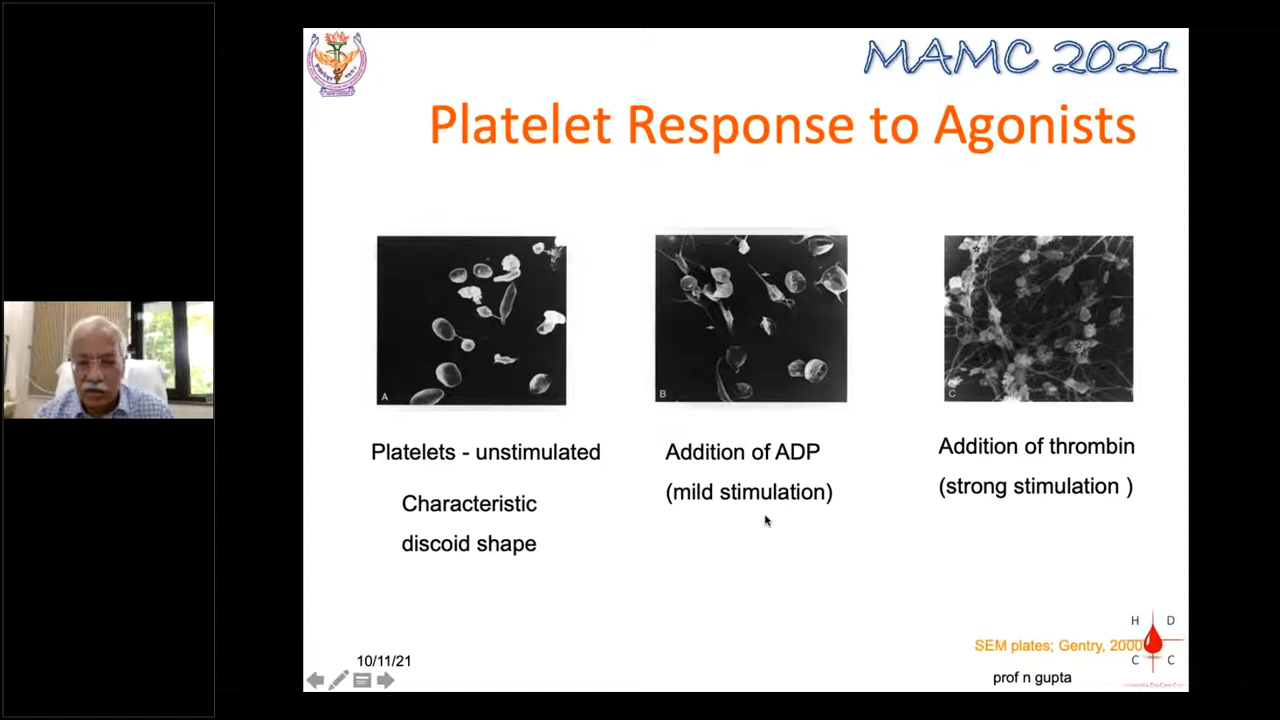 MAMC 2021
Platelet Response to Agonists
A
B
C
Platelets - unstimulated
Characteristic
discoid shape
Addition of ADP
(mild stimulation)
Addition of thrombin
(strong stimulation )
10/11/21
SEM plates; Gentry, 2000
H D
C C
prof n gupta